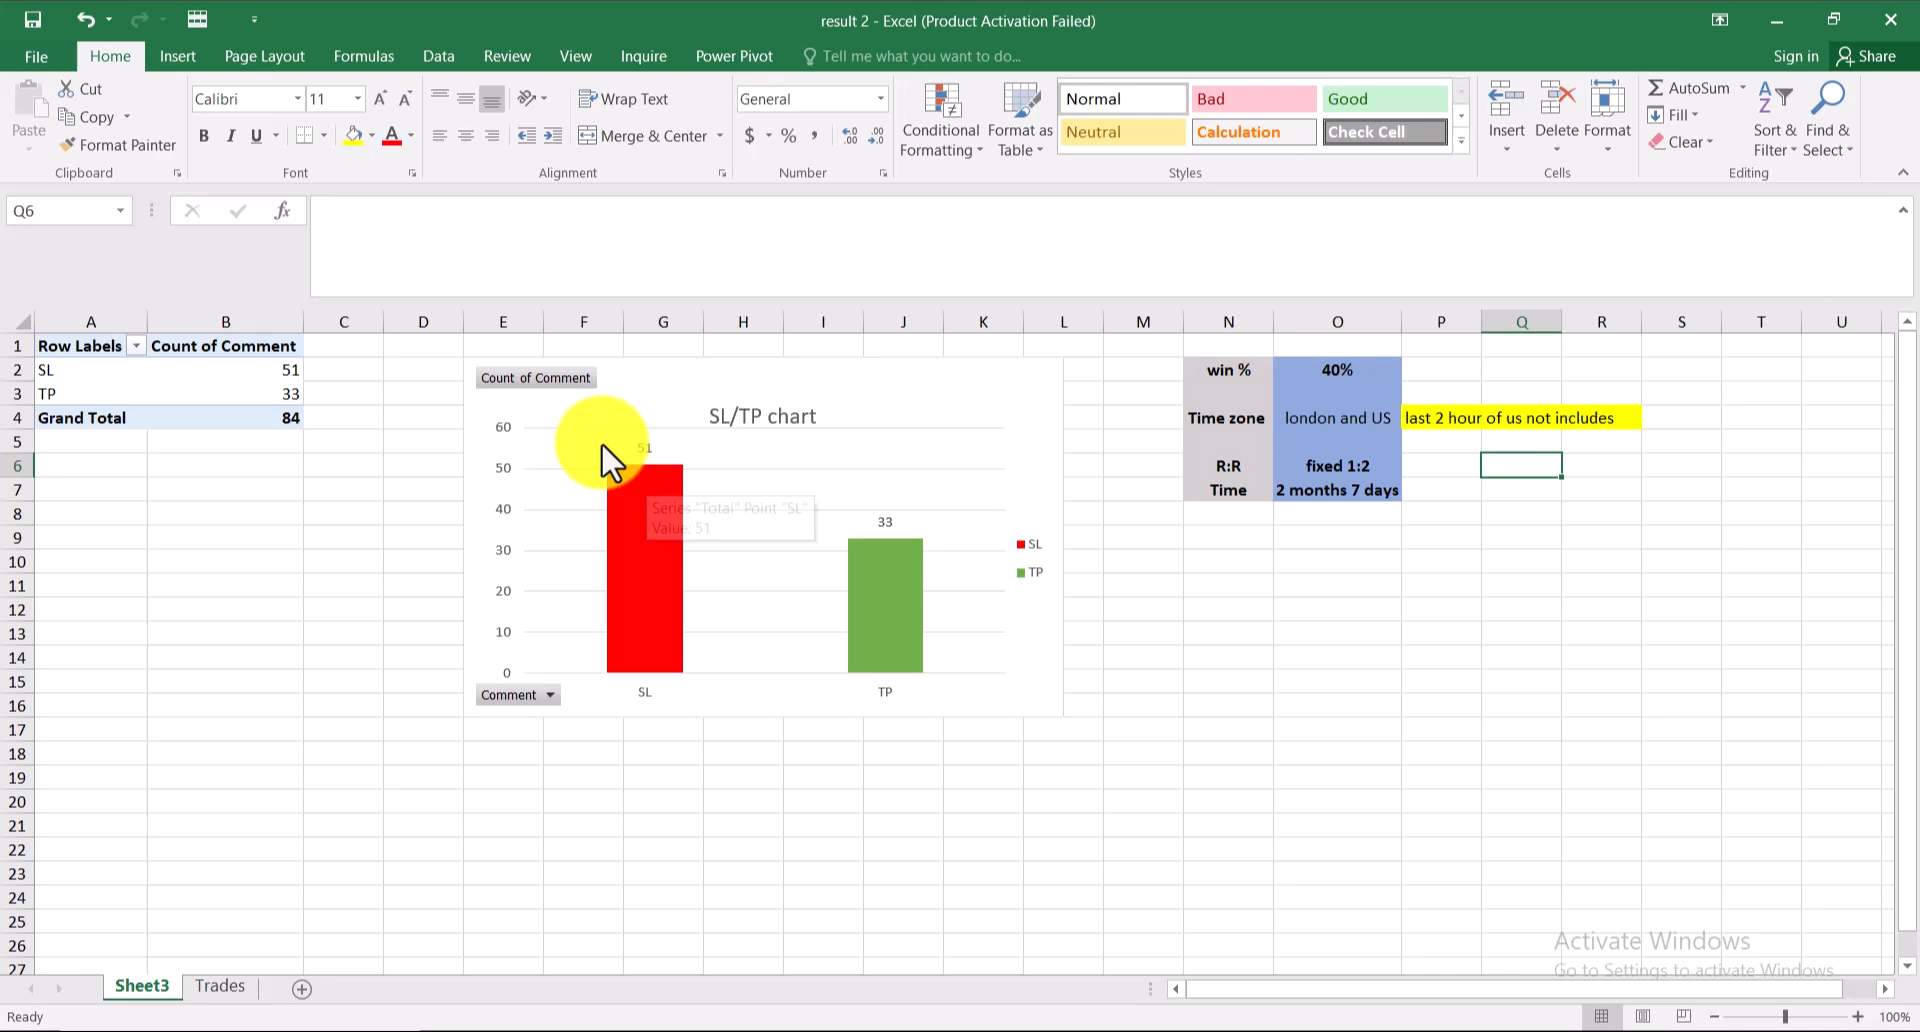 result 2 - Excel (Product Activation Failed)
File Home Insert Page Layout Formulas Data Review View Inquire Power Pivot Tell me what you want to do... Sign in Share
Paste Cut Copy Format Painter Clipboard
Calibri 11 B I U A Font
Wrap Text Merge & Center Alignment
General $ % , Number
Conditional Formatting Format as Table
Normal Bad Good
Neutral Calculation Check Cell
Styles
Insert Delete Format Cells
AutoSum Fill Clear Sort & Filter Find & Select Editing
Q6 fx
A B C D E F G H I J K L M N O P Q R S T U
1 Row Labels Count of Comment
2 SL 51 win % 40%
3 TP 33
4 Grand Total 84 Time zone london and US last 2 hour of us not includes
5
6 R:R fixed 1:2
7 Time 2 months 7 days
8
9
10
11
12
13
14
15
16
17
18
19
20
21
22
23
24
25
26
27
Count of Comment
SL/TP chart
60
50
40
30
20
10
0
51
33
Series "Total" Point "SL"
Value: 51
SL
TP
SL TP
Comment
Activate Windows
Go to Settings to activate Windows.
Sheet3 Trades
Ready 100%